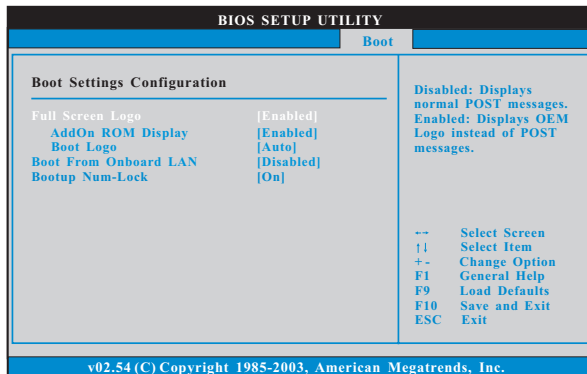 BIOS SETUP UTILITY
Boot
Boot Settings Configuration
Full Screen Logo [Enabled]
AddOn ROM Display [Enabled]
Boot Logo [Auto]
Boot From Onboard LAN [Disabled]
Bootup Num-Lock [On]
Disabled: Displays
normal POST messages.
Enabled: Displays OEM
Logo instead of POST
messages.
←→ Select Screen
↑↓ Select Item
+ - Change Option
F1 General Help
F9 Load Defaults
F10 Save and Exit
ESC Exit
v02.54 (C) Copyright 1985-2003, American Megatrends, Inc.